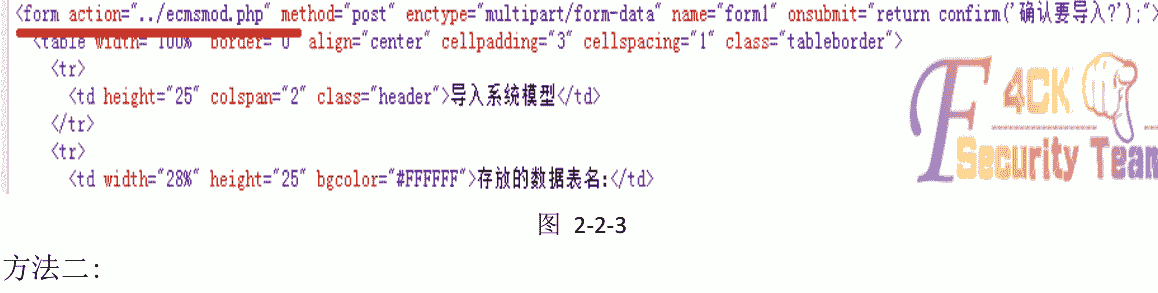 <form action="../ecmsmod.php" method="post" enctype="multipart/form-data" name="form1" onsubmit="return confirm('确认要导入?');">
<table width="100%" border="0" align="center" cellpadding="3" cellspacing="1" class="tableborder">
<tr>
<td height="25" colspan="2" class="header">导入系统模型</td>
</tr>
<tr>
<td width="28%" height="25" bgcolor="#FFFFFF">存放的数据表名:</td>
F4CK
Security Team
图 2-2-3
方法二: